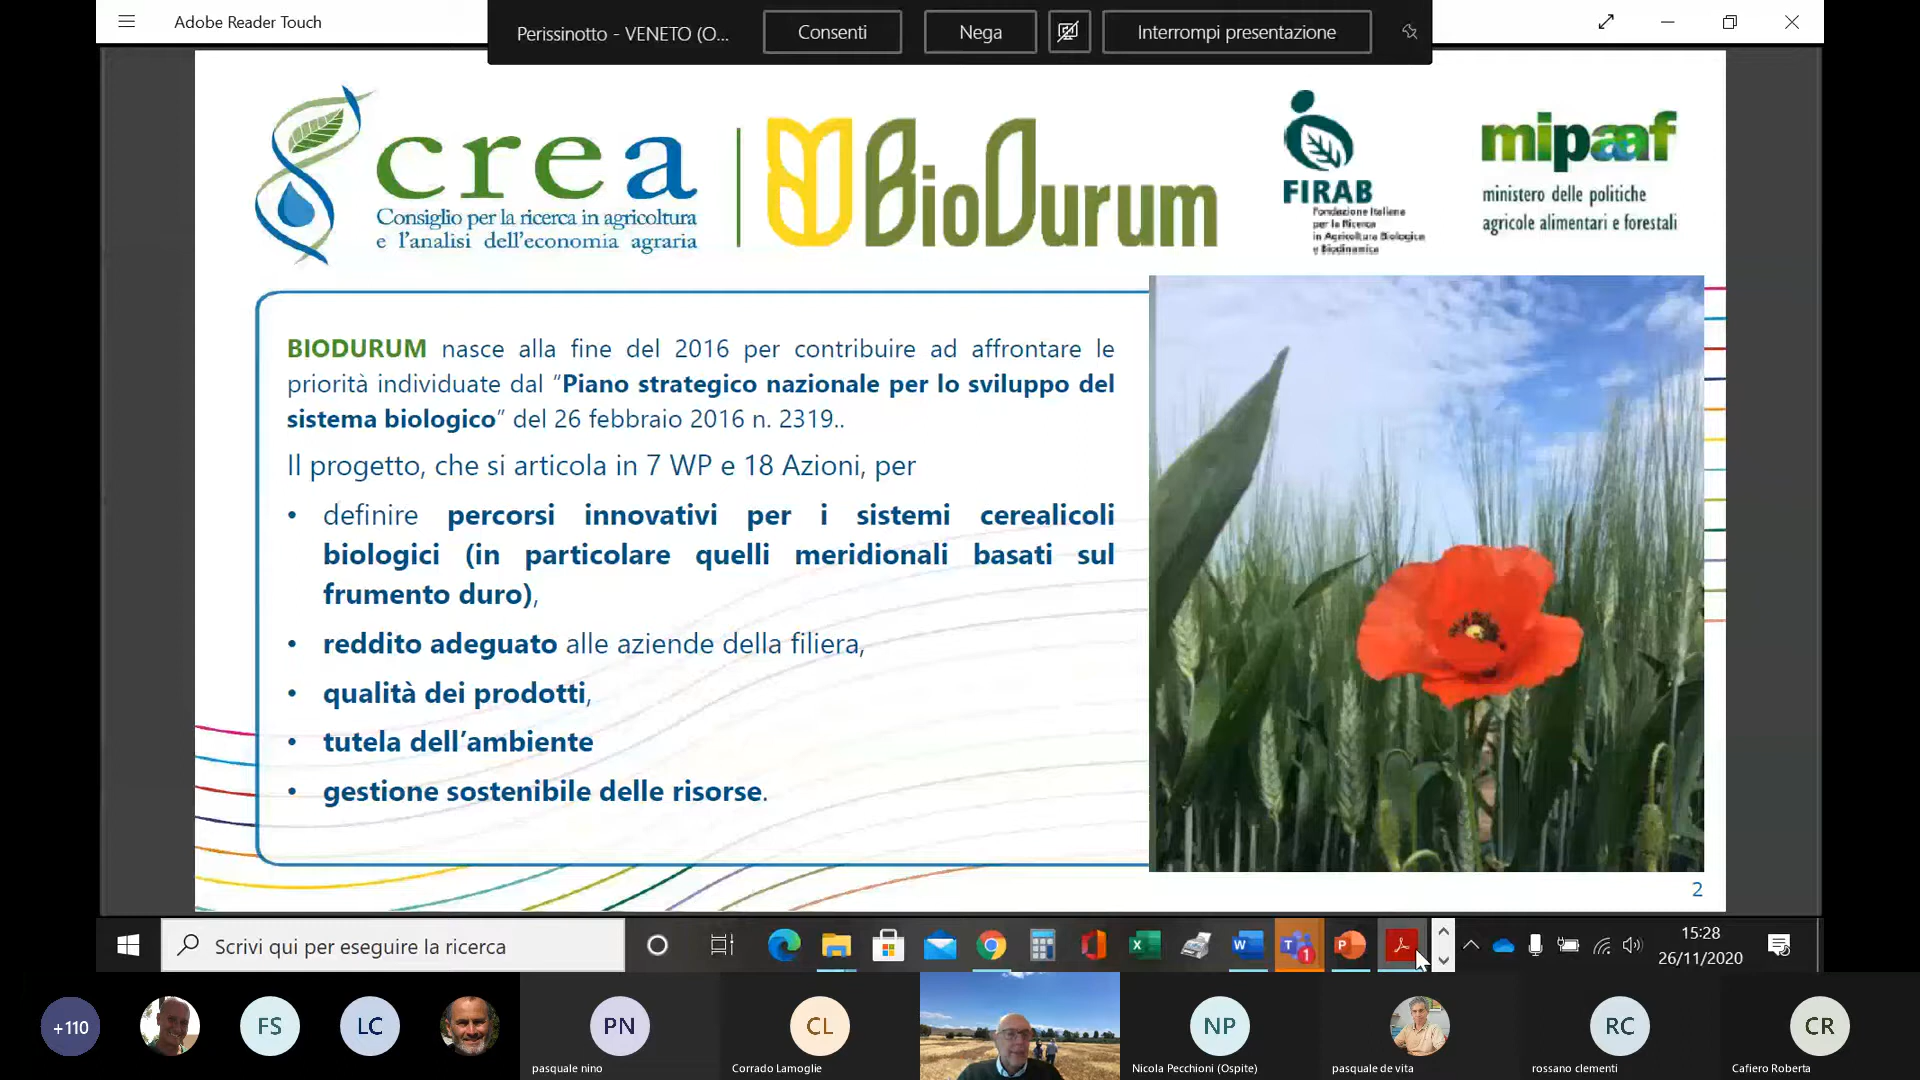 Adobe Reader Touch
Perissinotto - VENETO (O...
Consenti
Nega
Interrompi presentazione
crea
Consiglio per la ricerca in agricoltura
e l'analisi dell'economia agraria
BioDurum
FIRAB
Fondazione Italiana
per la Ricerca
in Agricoltura Biologica
e Biodinamica
mipaaf
ministero delle politiche
agricole alimentari e forestali
BIODURUM nasce alla fine del 2016 per contribuire ad affrontare le
priorità individuate dal “Piano strategico nazionale per lo sviluppo del
sistema biologico” del 26 febbraio 2016 n. 2319..
Il progetto, che si articola in 7 WP e 18 Azioni, per
• definire percorsi innovativi per i sistemi cerealicoli
biologici (in particolare quelli meridionali basati sul
frumento duro),
• reddito adeguato alle aziende della filiera,
• qualità dei prodotti,
• tutela dell’ambiente
• gestione sostenibile delle risorse.
2
Scrivi qui per eseguire la ricerca
1
15:28
26/11/2020
+110
FS
LC
PN
pasquale nino
CL
Corrado Lamoglie
NP
Nicola Pecchioni (Ospite)
pasquale de vita
RC
rossano clementi
CR
Cafiero Roberta